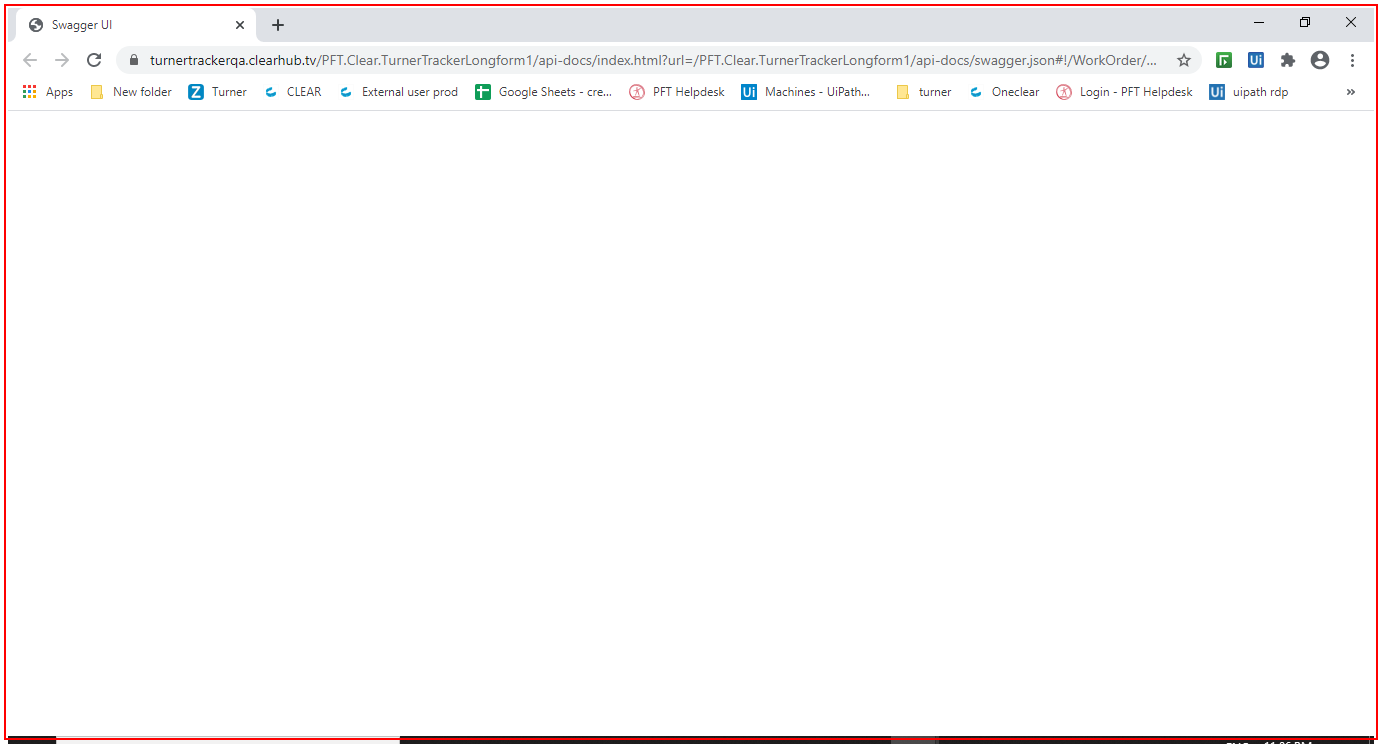 Swagger UI
turnertrackerqa.clearhub.tv/PFT.Clear.TurnerTrackerLongform1/api-docs/index.html?url=/PFT.Clear.TurnerTrackerLongform1/api-docs/swagger.json#!/WorkOrder/...
Apps New folder Z Turner CLEAR External user prod Google Sheets - cre... PFT Helpdesk Ui Machines - UiPath... turner Oneclear Login - PFT Helpdesk Ui uipath rdp »